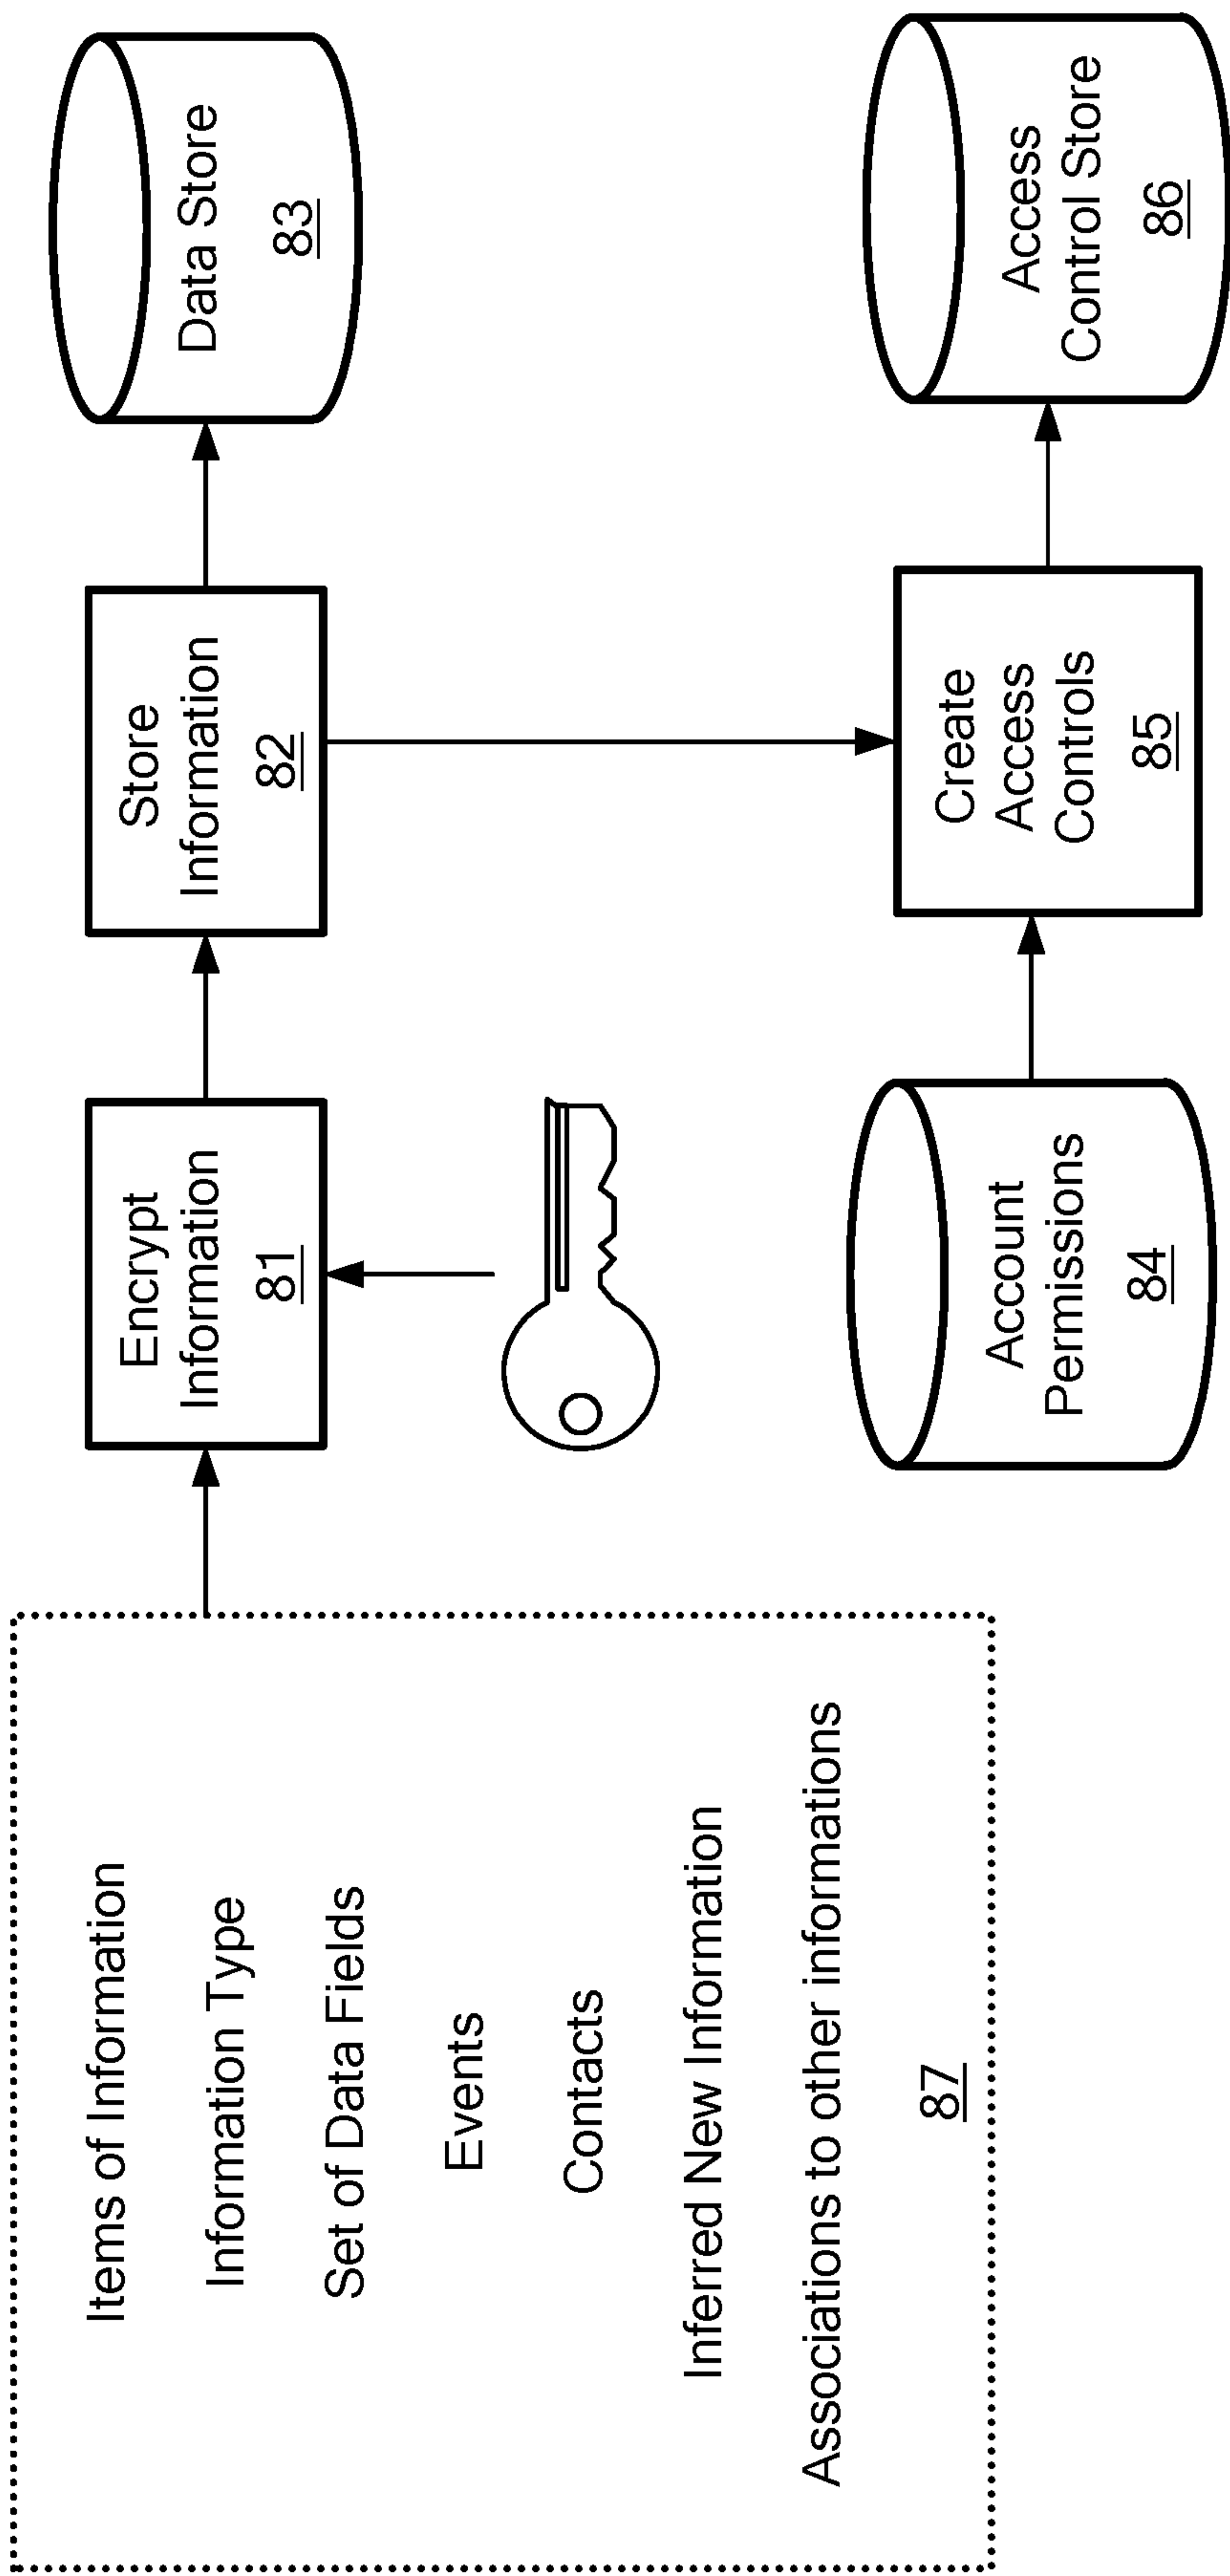 Items of Information
Information Type
Set of Data Fields
Events
Contacts
Inferred New Information
Associations to other informations
87
Encrypt
Information
81
Store
Information
82
Data Store
83
Account
Permissions
84
Create
Access
Controls
85
Access
Control Store
86